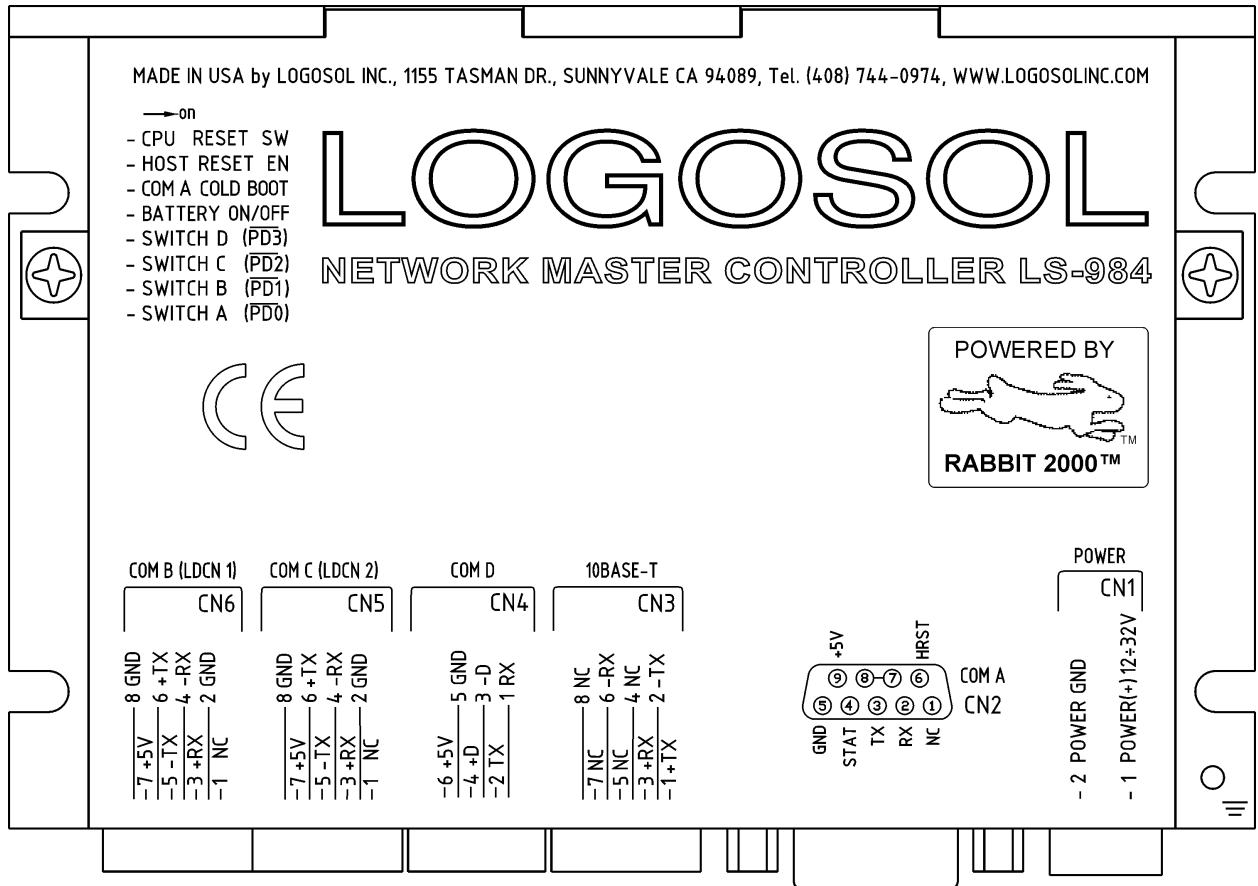 MADE IN USA by LOGOSOL INC., 1155 TASMAN DR., SUNNYVALE CA 94089, Tel. (408) 744-0974, WWW.LOGOSOLINC.COM
→on
- CPU RESET SW
- HOST RESET EN
- COM A COLD BOOT
- BATTERY ON/OFF
- SWITCH D (P̅D̅3̅)
- SWITCH C (P̅D̅2̅)
- SWITCH B (P̅D̅1̅)
- SWITCH A (P̅D̅0̅)
LOGOSOL
NETWORK MASTER CONTROLLER LS-984
CE
POWERED BY
TM
RABBIT 2000™
COM B (LDCN 1)
CN6
8 GND
-7 +5V
6 +TX
-5 -TX
4 -RX
-3 +RX
2 GND
-1 NC
COM C (LDCN 2)
CN5
8 GND
-7 +5V
6 +TX
-5 -TX
4 -RX
-3 +RX
2 GND
-1 NC
COM D
CN4
-6 +5V
5 GND
-4 +D
3 -D
-2 TX
1 RX
10BASE-T
CN3
8 NC
-7 NC
6 -RX
-5 NC
4 NC
-3 +RX
2 -TX
-1 +TX
+5V
HRST
9 8-7 6
5 4 3 2 1
COM A
CN2
GND
STAT
TX
RX
NC
POWER
CN1
- 2 POWER GND
- 1 POWER(+) 12÷32V